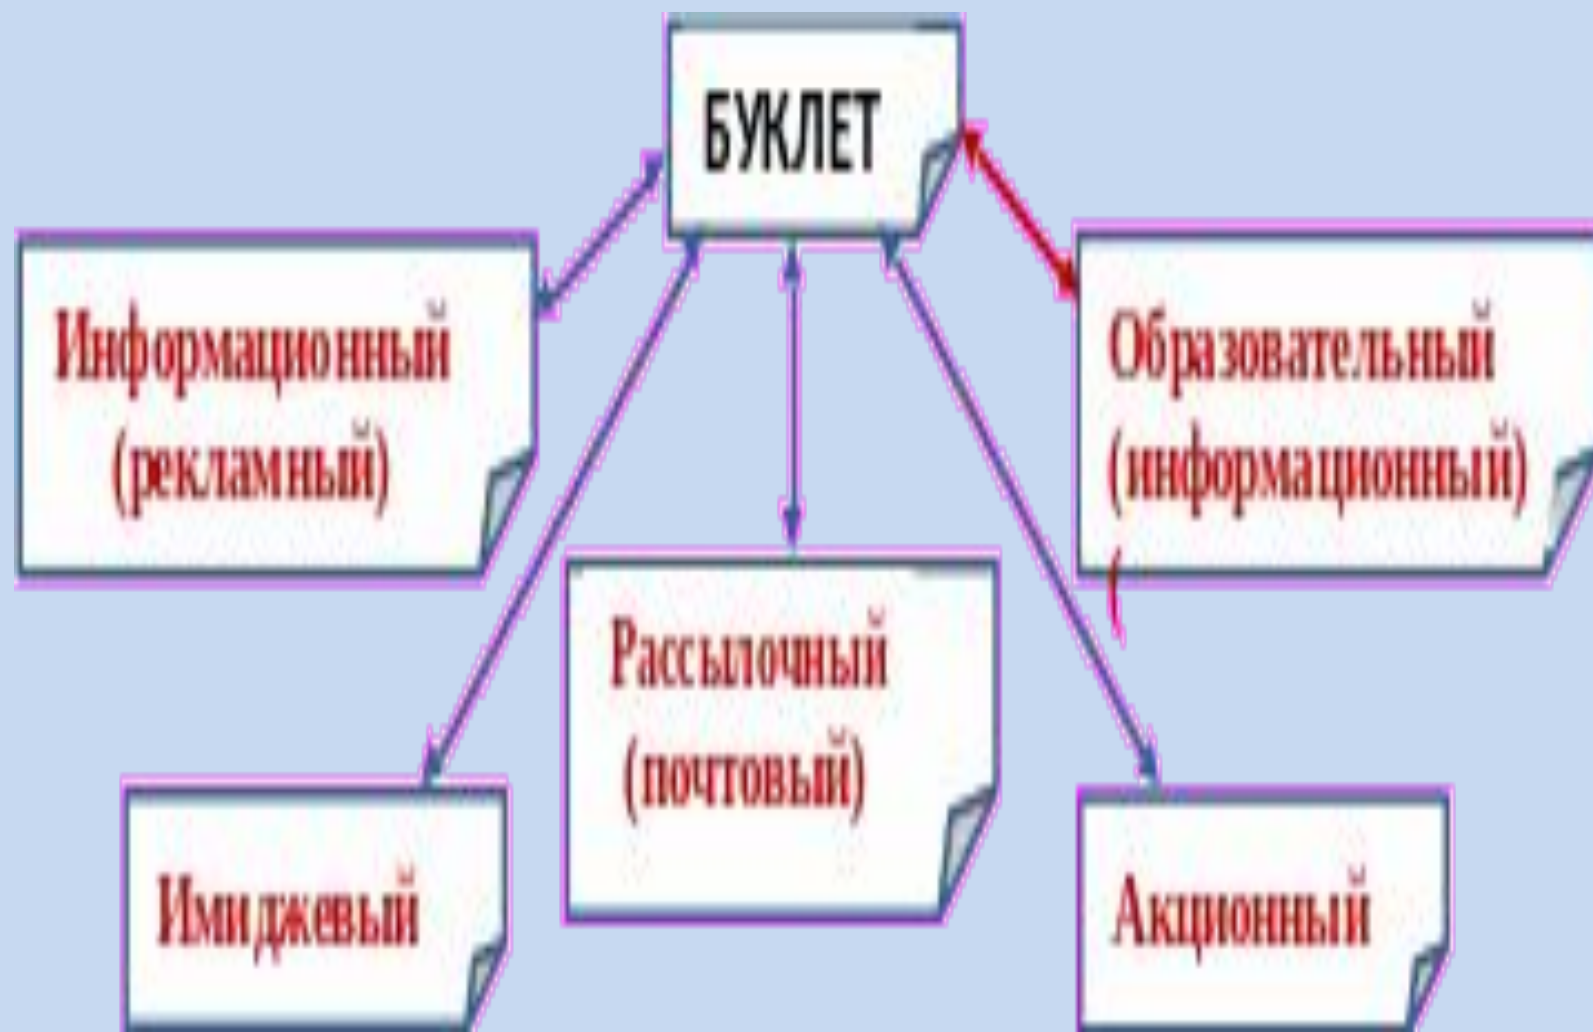 БУКЛЕТ
Информационный
(рекламный)
Образовательный
(информационный)
(
Рассылочный
(почтовый)
Имиджевый
Акционный